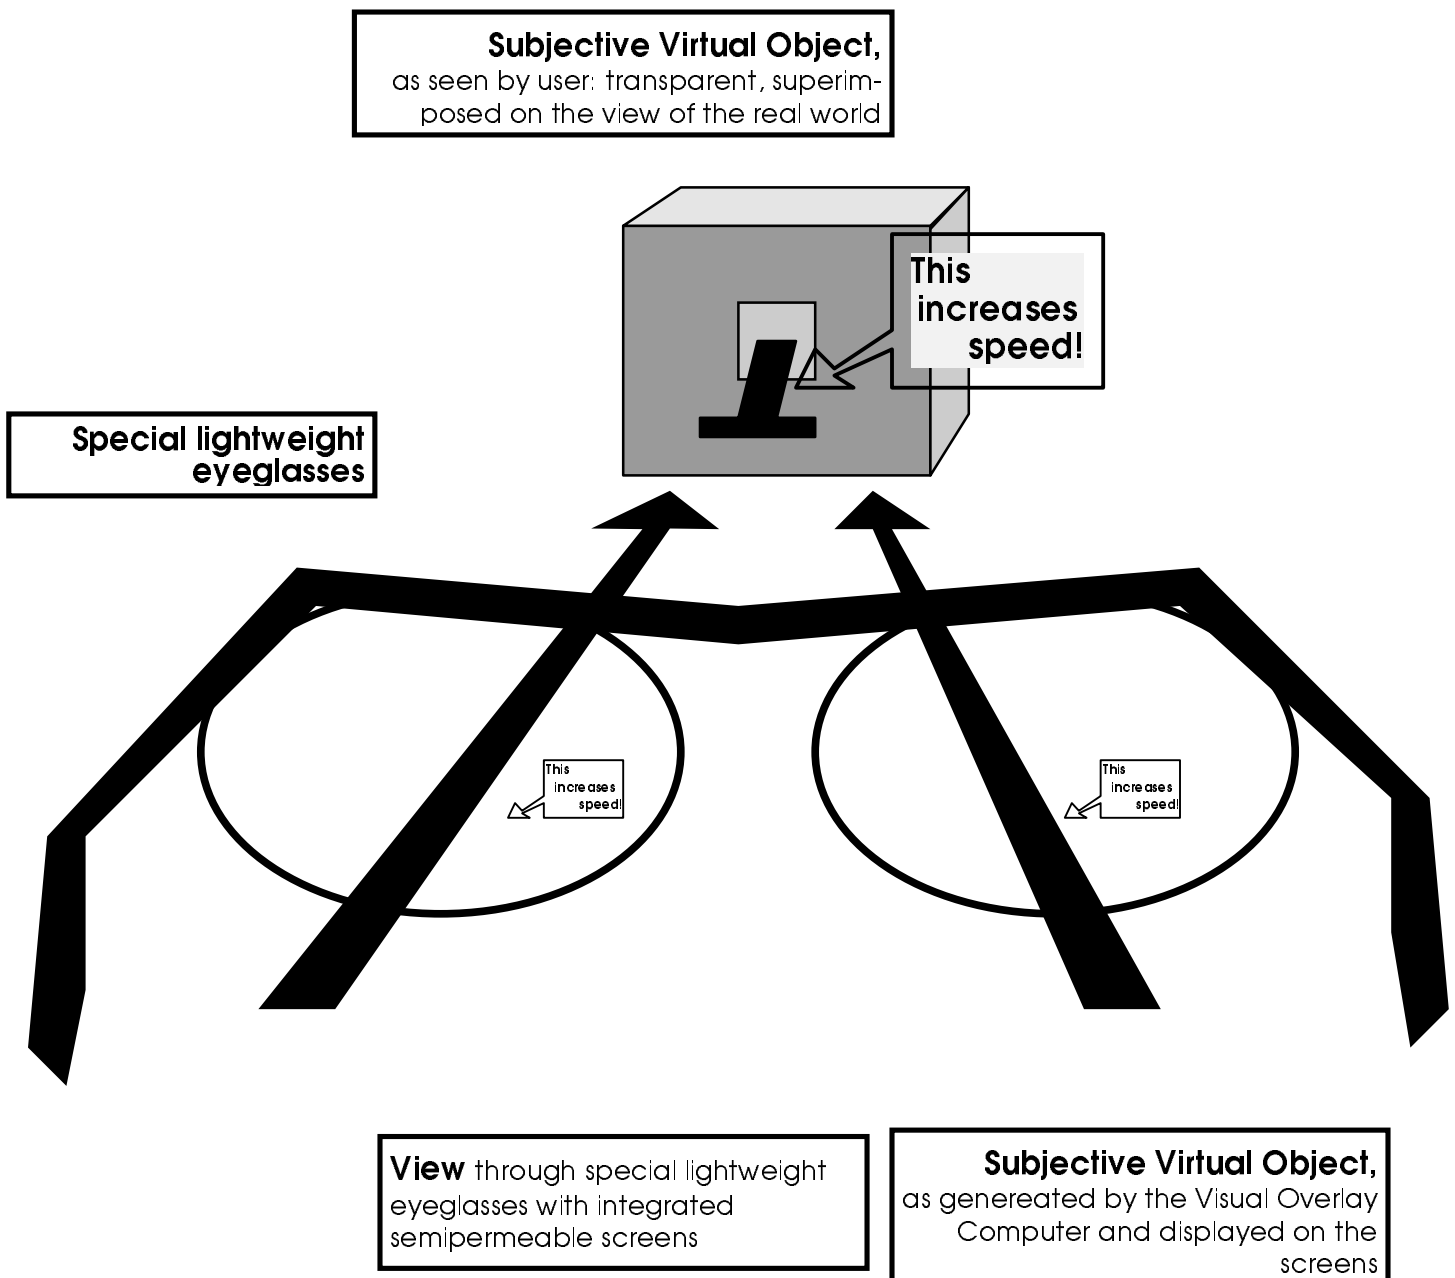 Subjective Virtual Object,
as seen by user: transparent, superim-
posed on the view of the real world
This
increases
speed!
Special lightweight
eyeglasses
This
increases
speed!
This
increases
speed!
View through special lightweight
eyeglasses with integrated
semipermeable screens
Subjective Virtual Object,
as genereated by the Visual Overlay
Computer and displayed on the
screens